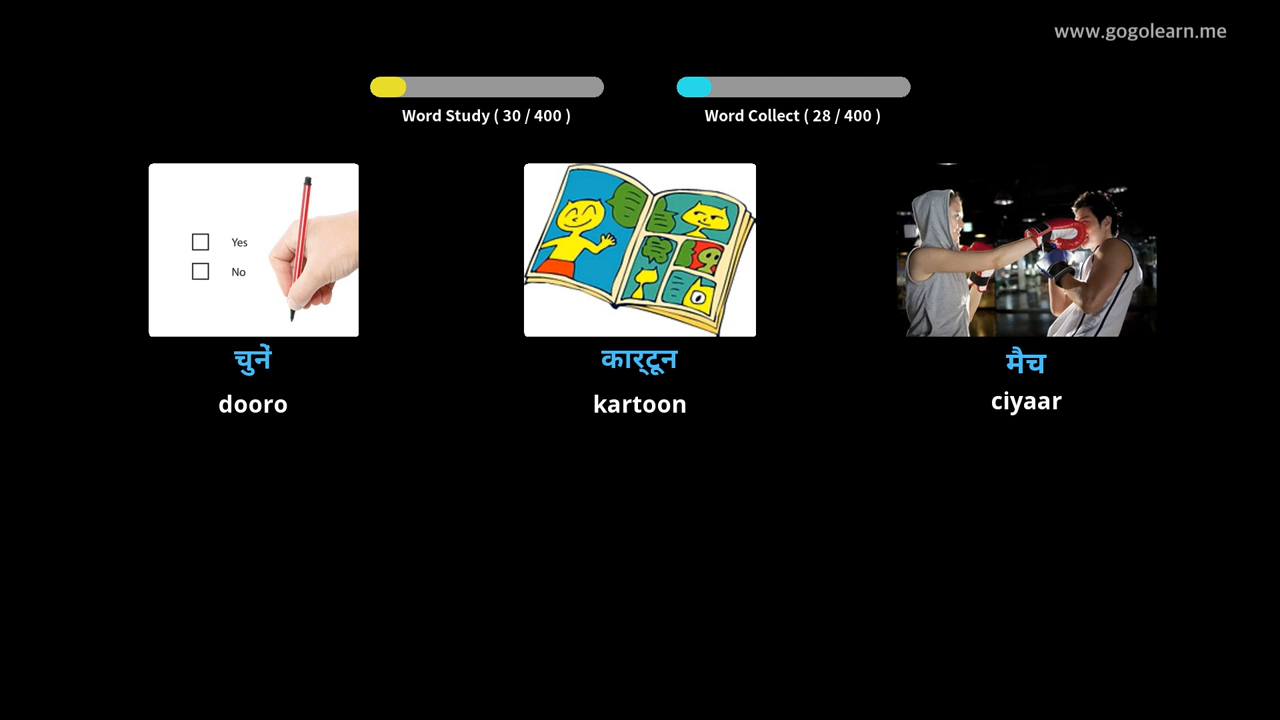 www.gogolearn.me
Word Study ( 30 / 400 )
Word Collect ( 28 / 400 )
Yes
No
चुनें
कार्टून
मैच
dooro
kartoon
ciyaar